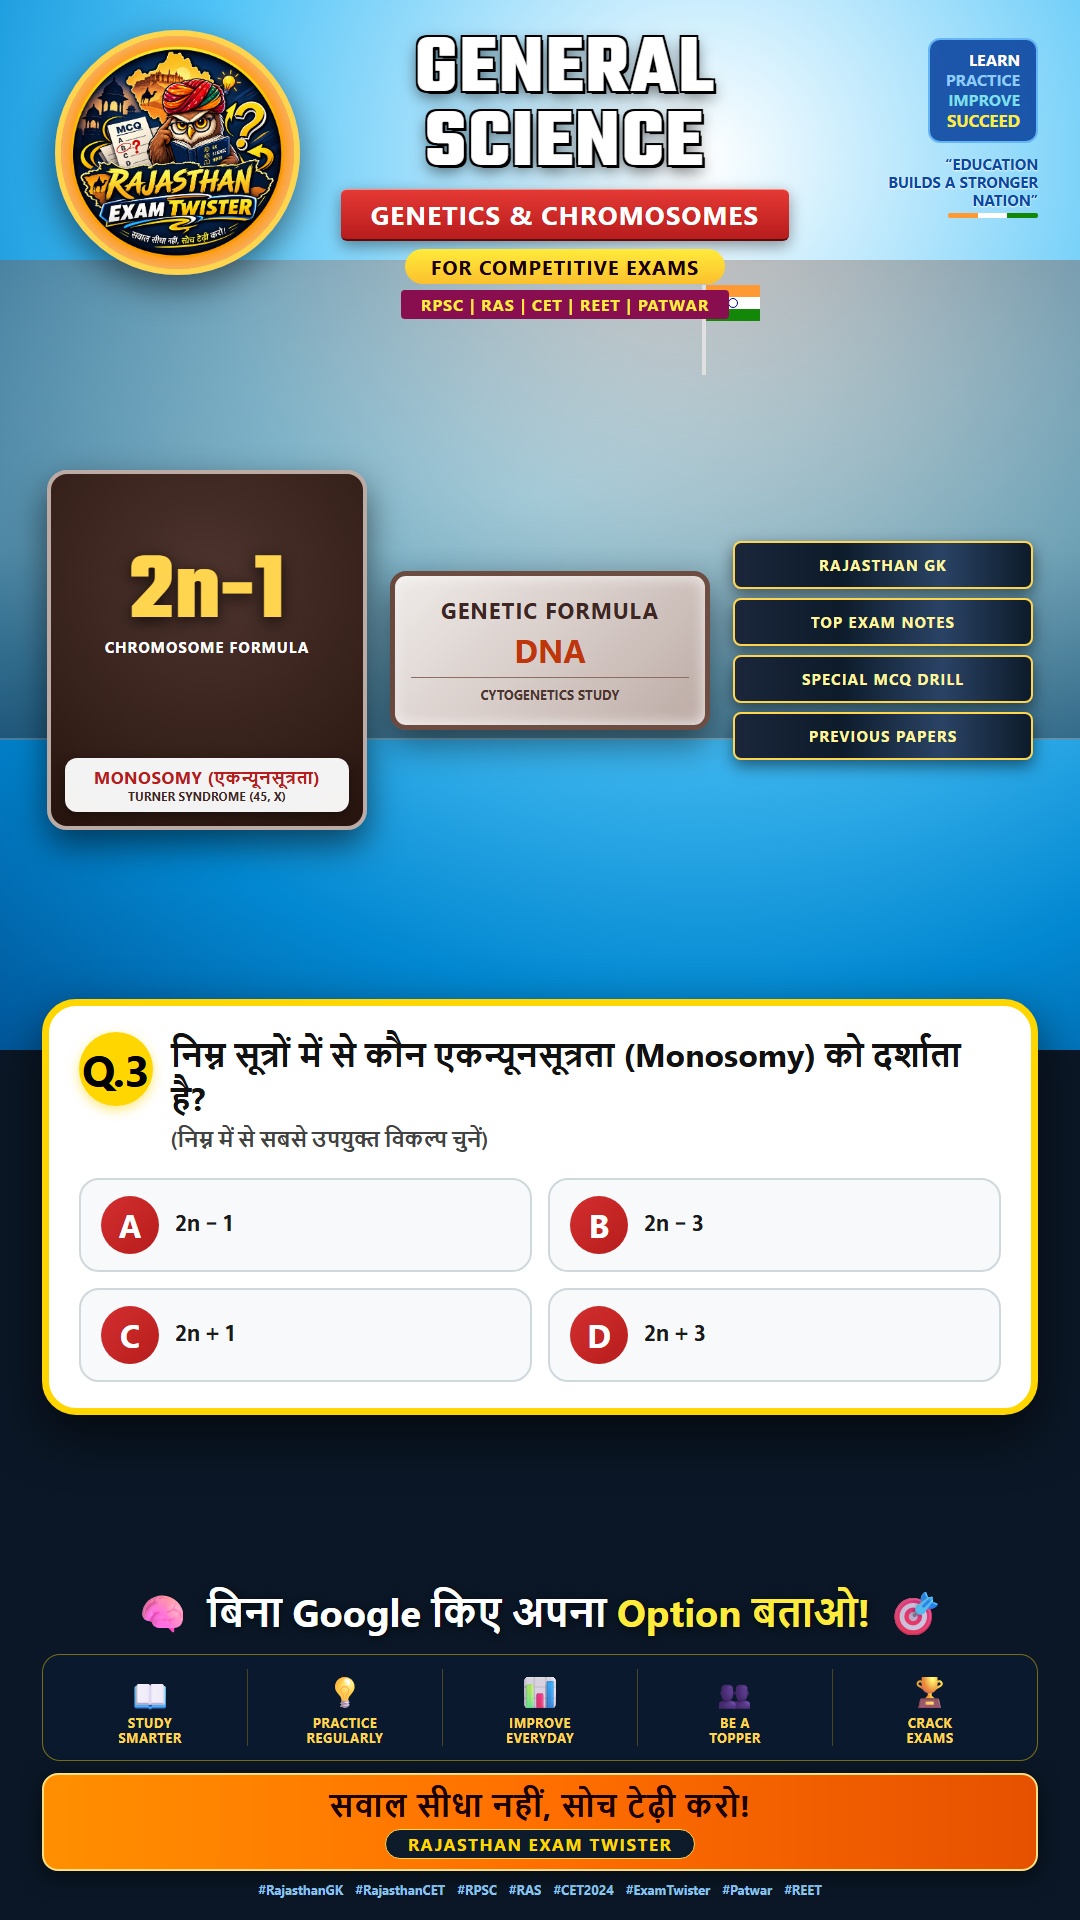 MCQ
A
B ?
C
D
?
RAJASTHAN
EXAM TWISTER
सवाल सीधा नहीं, सोच टेढ़ी करो!
GENERAL
SCIENCE
GENETICS & CHROMOSOMES
FOR COMPETITIVE EXAMS
RPSC | RAS | CET | REET | PATWAR
LEARN
PRACTICE
IMPROVE
SUCCEED
“EDUCATION
BUILDS A STRONGER
NATION”
2n-1
CHROMOSOME FORMULA
MONOSOMY (एकन्यूनसूत्रता)
TURNER SYNDROME (45, X)
GENETIC FORMULA
DNA
CYTOGENETICS STUDY
RAJASTHAN GK
TOP EXAM NOTES
SPECIAL MCQ DRILL
PREVIOUS PAPERS
Q.3 निम्न सूत्रों में से कौन एकन्यूनसूत्रता (Monosomy) को दर्शाता
है?
(निम्न में से सबसे उपयुक्त विकल्प चुनें)
A 2n − 1
B 2n − 3
C 2n + 1
D 2n + 3
बिना Google किए अपना Option बताओ!
STUDY
SMARTER
PRACTICE
REGULARLY
IMPROVE
EVERYDAY
BE A
TOPPER
CRACK
EXAMS
सवाल सीधा नहीं, सोच टेढ़ी करो!
RAJASTHAN EXAM TWISTER
#RajasthanGK #RajasthanCET #RPSC #RAS #CET2024 #ExamTwister #Patwar #REET